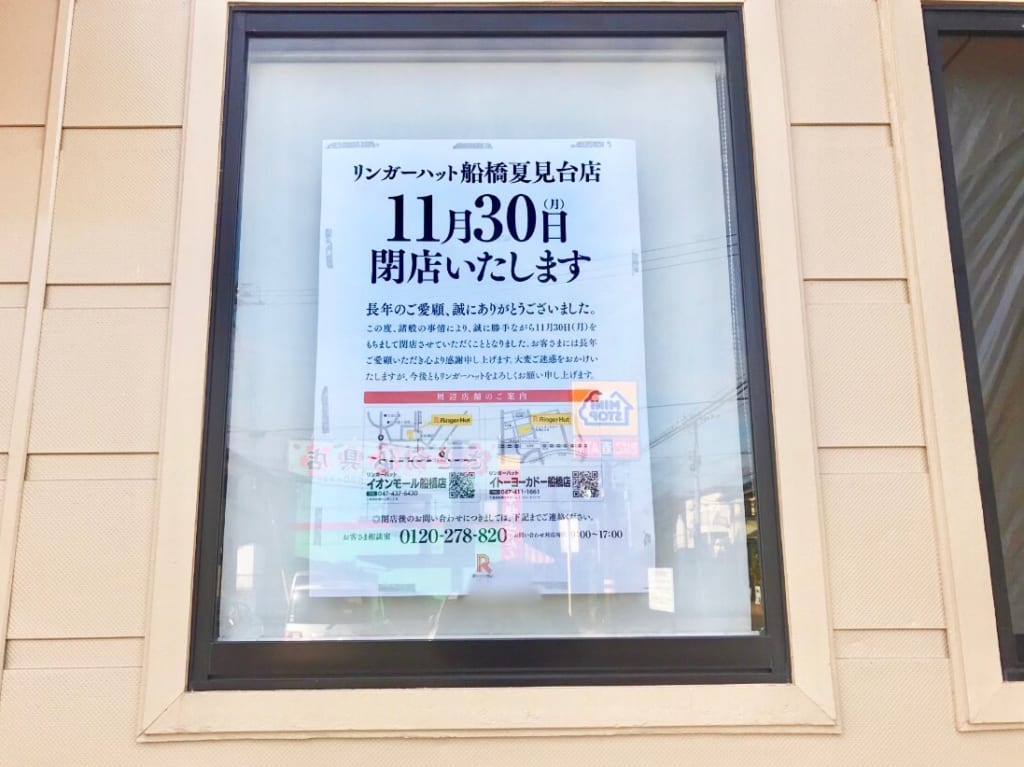 リンガーハット船橋夏見台店
11月30日(月)
閉店いたします
長年のご愛顧、誠にありがとうございました。
この度、諸般の事情により、誠に勝手ながら11月30日(月)を
もちまして閉店させていただくこととなりました。お客さまには長年
ご愛顧いただき心より感謝申し上げます。大変ご迷惑をおかけい
たしますが、今後ともリンガーハットをよろしくお願い申し上げます。
周辺店舗のご案内
Ringer Hut
Ringer Hut
MINI
STOP
リンガーハット
イオンモール船橋店
047-437-6430
リンガーハット
イトーヨーカドー船橋店
047-411-1661
◎閉店後のお問い合わせにつきましては、下記までご連絡ください。
お客さま相談室 0120-278-820